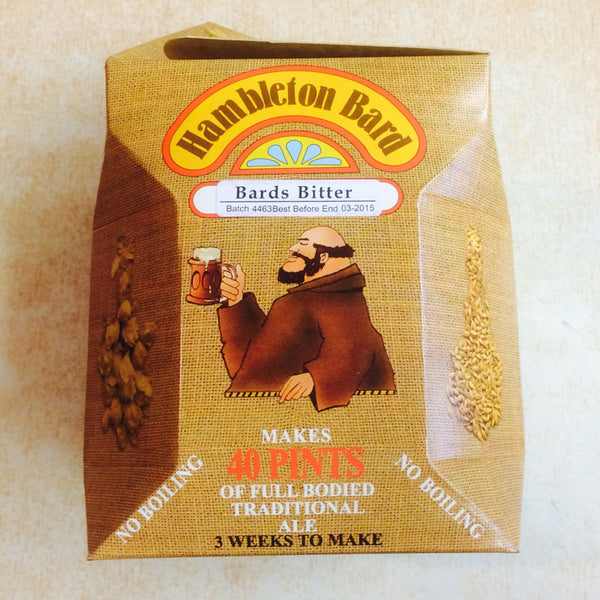 Hambleton Bard
Bards Bitter
Batch 4463Best Before End 03-2015
MAKES
40 PINTS
OF FULL BODIED
TRADITIONAL
ALE
3 WEEKS TO MAKE
NO BOILING
NO BOILING